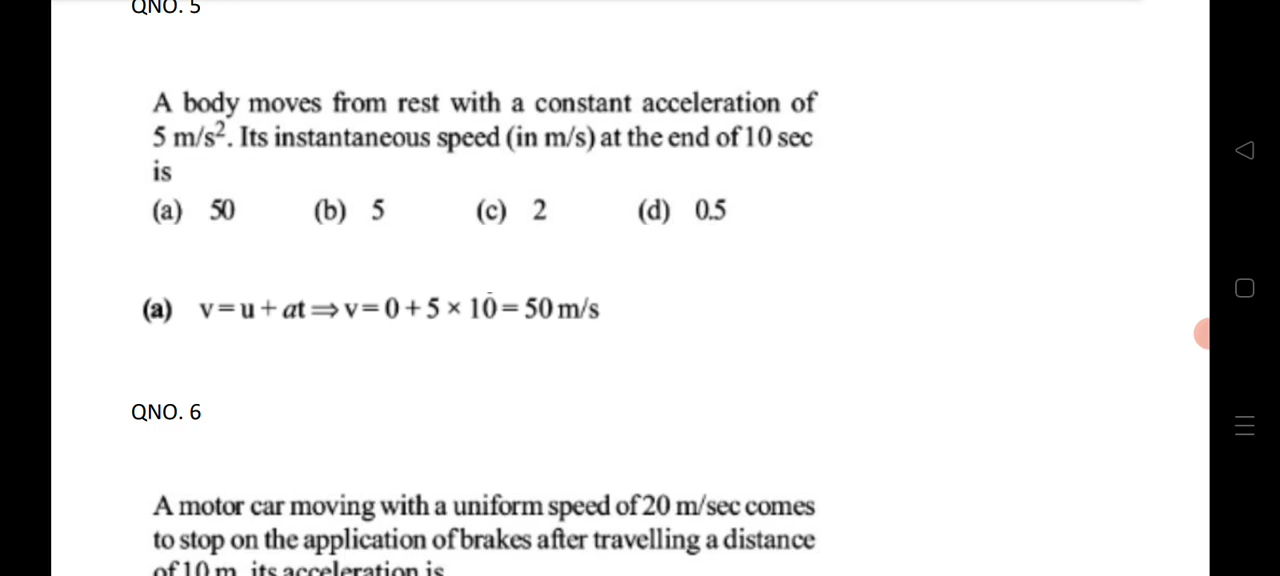 QNO. 5
A body moves from rest with a constant acceleration of
5 m/s². Its instantaneous speed (in m/s) at the end of 10 sec
is
(a) 50 (b) 5 (c) 2 (d) 0.5
(a) v = u + at ⇒ v = 0 + 5 × 10 = 50 m/s
QNO. 6
A motor car moving with a uniform speed of 20 m/sec comes
to stop on the application of brakes after travelling a distance
of 10 m, its acceleration is